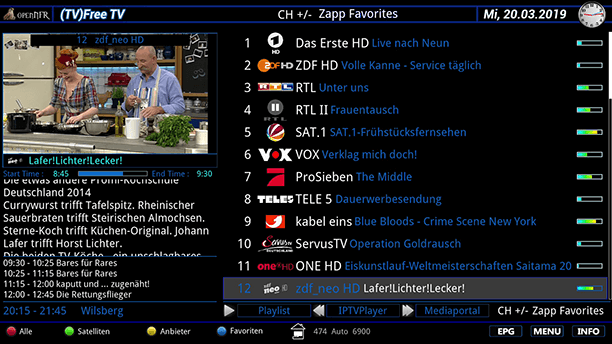 OPENNFR
(TV)Free TV
CH +/- Zapp Favorites
Mi, 20.03.2019
12 zdf_neo HD
Lafer!Lichter!Lecker!
Start Time : 8:45 End Time : 9:30
Die etwas andere Promi-Kochschule
Deutschland 2014
Currywurst trifft Tafelspitz. Rheinischer
Sauerbraten trifft Steirischen Almochsen.
Sterne-Koch trifft Küchen-Original. Johann
Lafer trifft Horst Lichter.
Die beiden TV-Köche - ein unschlagbares
09:30 - 10:25 Bares für Rares
10:25 - 11:15 Bares für Rares
11:15 - 12:00 kaputt und ... zugenäht!
12:00 - 12:45 Die Rettungsflieger
20:15 - 21:45 Wilsberg
1 Das Erste HD Live nach Neun
2 ZDF HD Volle Kanne - Service täglich
3 RTL Unter uns
4 RTL II Frauentausch
5 SAT.1 SAT.1-Frühstücksfernsehen
6 VOX Verklag mich doch!
7 ProSieben The Middle
8 TELE 5 Dauerwerbesendung
9 kabel eins Blue Bloods - Crime Scene New York
10 ServusTV Operation Goldrausch
11 ONE HD Eiskunstlauf-Weltmeisterschaften Saitama 20
12 zdf_neo HD Lafer!Lichter!Lecker!
Playlist IPTVPlayer Mediaportal CH +/- Zapp Favorites
Alle Satelliten Anbieter Favoriten 474 Auto 6900 EPG MENU INFO